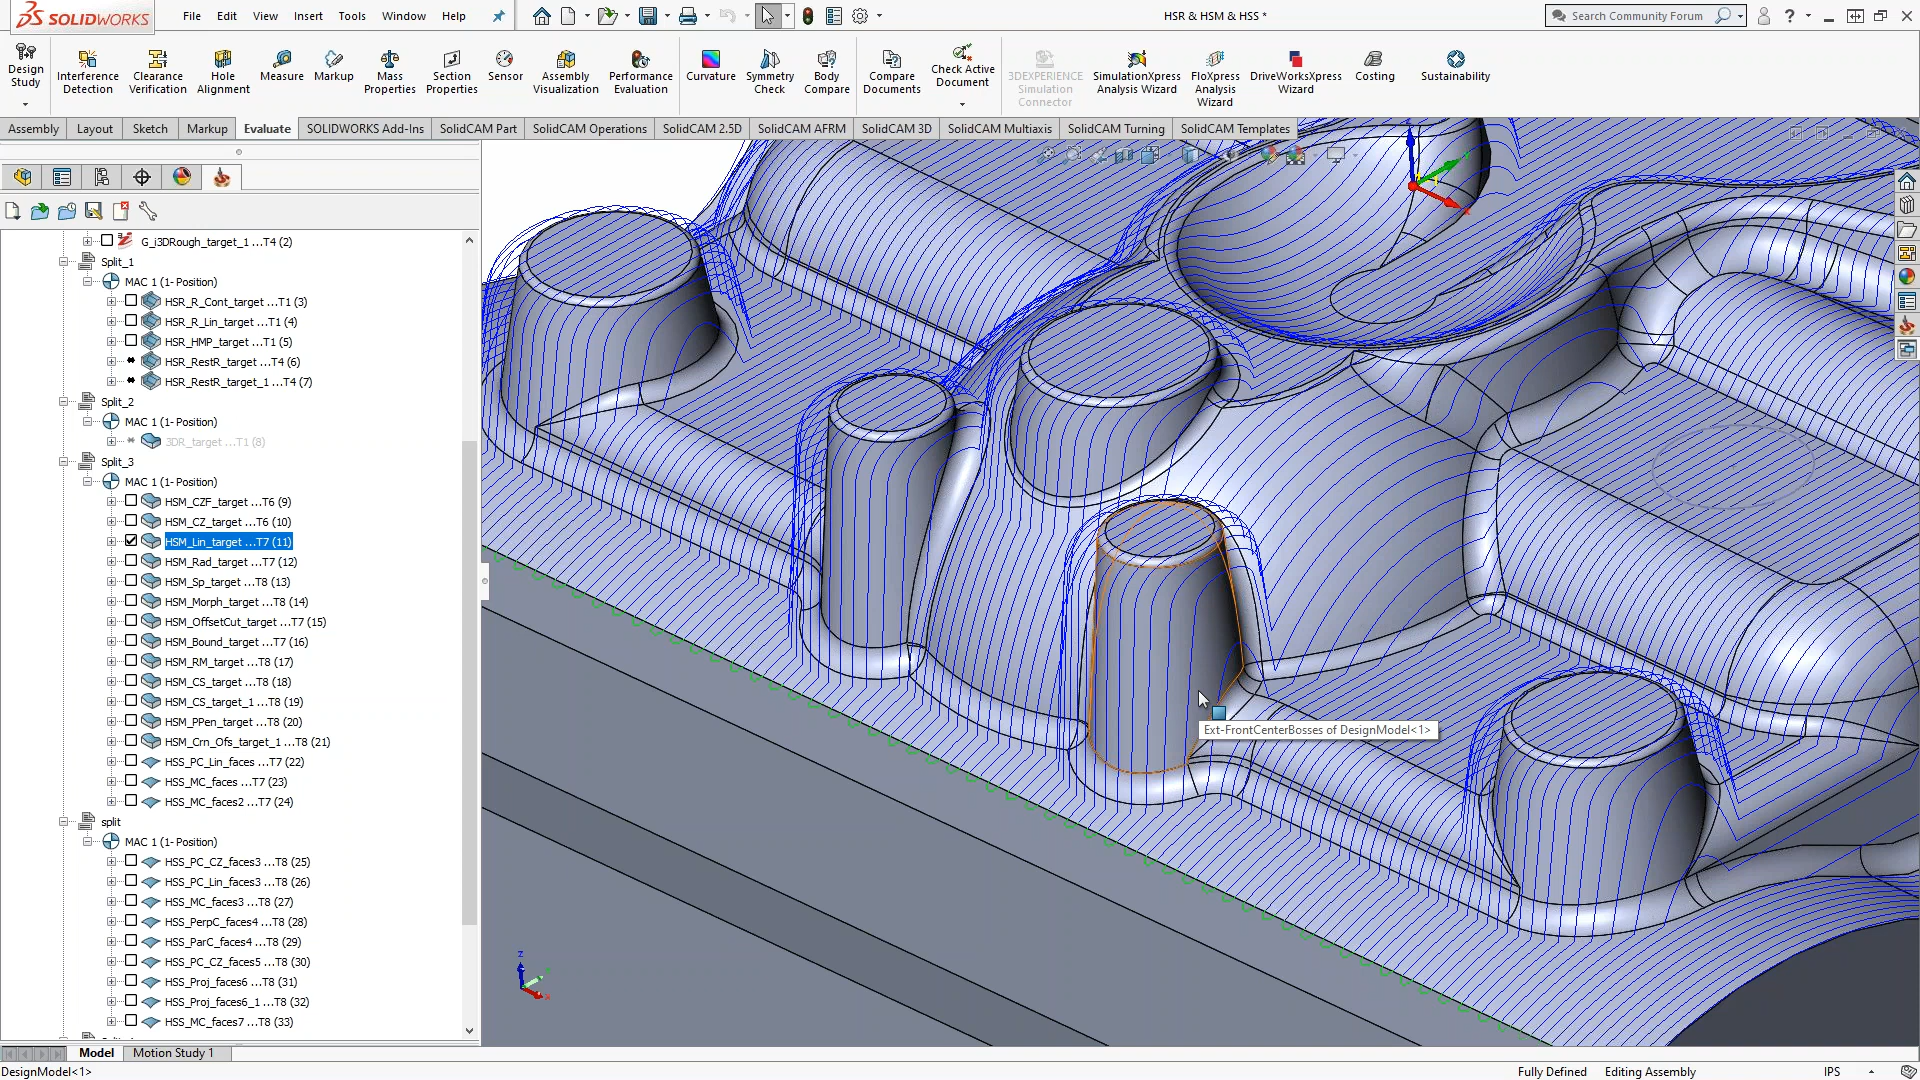 SOLIDWORKS
File Edit View Insert Tools Window Help
HSR & HSM & HSS *
Search Community Forum
Design Study
Interference Detection
Clearance Verification
Hole Alignment
Measure
Markup
Mass Properties
Section Properties
Sensor
Assembly Visualization
Performance Evaluation
Curvature
Symmetry Check
Body Compare
Compare Documents
Check Active Document
3DEXPERIENCE Simulation Connector
SimulationXpress Analysis Wizard
FloXpress Analysis Wizard
DriveWorksXpress Wizard
Costing
Sustainability
Assembly Layout Sketch Markup Evaluate SOLIDWORKS Add-Ins SolidCAM Part SolidCAM Operations SolidCAM 2.5D SolidCAM AFRM SolidCAM 3D SolidCAM Multiaxis SolidCAM Turning SolidCAM Templates
G_i3DRough_target_1 ...T4 (2)
Split_1
MAC 1 (1- Position)
HSR_R_Cont_target ...T1 (3)
HSR_R_Lin_target ...T1 (4)
HSR_HMP_target ...T1 (5)
HSR_RestR_target ...T4 (6)
HSR_RestR_target_1 ...T4 (7)
Split_2
MAC 1 (1- Position)
3DR_target ...T1 (8)
Split_3
MAC 1 (1- Position)
HSM_CZF_target ...T6 (9)
HSM_CZ_target ...T6 (10)
HSM_Lin_target ...T7 (11)
HSM_Rad_target ...T7 (12)
HSM_Sp_target ...T8 (13)
HSM_Morph_target ...T8 (14)
HSM_OffsetCut_target ...T7 (15)
HSM_Bound_target ...T7 (16)
HSM_RM_target ...T8 (17)
HSM_CS_target ...T8 (18)
HSM_CS_target_1 ...T8 (19)
HSM_PPen_target ...T8 (20)
HSM_Crn_Ofs_target_1 ...T8 (21)
HSS_PC_Lin_faces ...T7 (22)
HSS_MC_faces ...T7 (23)
HSS_MC_faces2 ...T7 (24)
split
MAC 1 (1- Position)
HSS_PC_CZ_faces3 ...T8 (25)
HSS_PC_Lin_faces3 ...T8 (26)
HSS_MC_faces3 ...T8 (27)
HSS_PerpC_faces4 ...T8 (28)
HSS_ParC_faces4 ...T8 (29)
HSS_PC_CZ_faces5 ...T8 (30)
HSS_Proj_faces6 ...T8 (31)
HSS_Proj_faces6_1 ...T8 (32)
HSS_MC_faces7 ...T8 (33)
Ext-FrontCenterBosses of DesignModel<1>
Model Motion Study 1
DesignModel<1>
Fully Defined Editing Assembly IPS